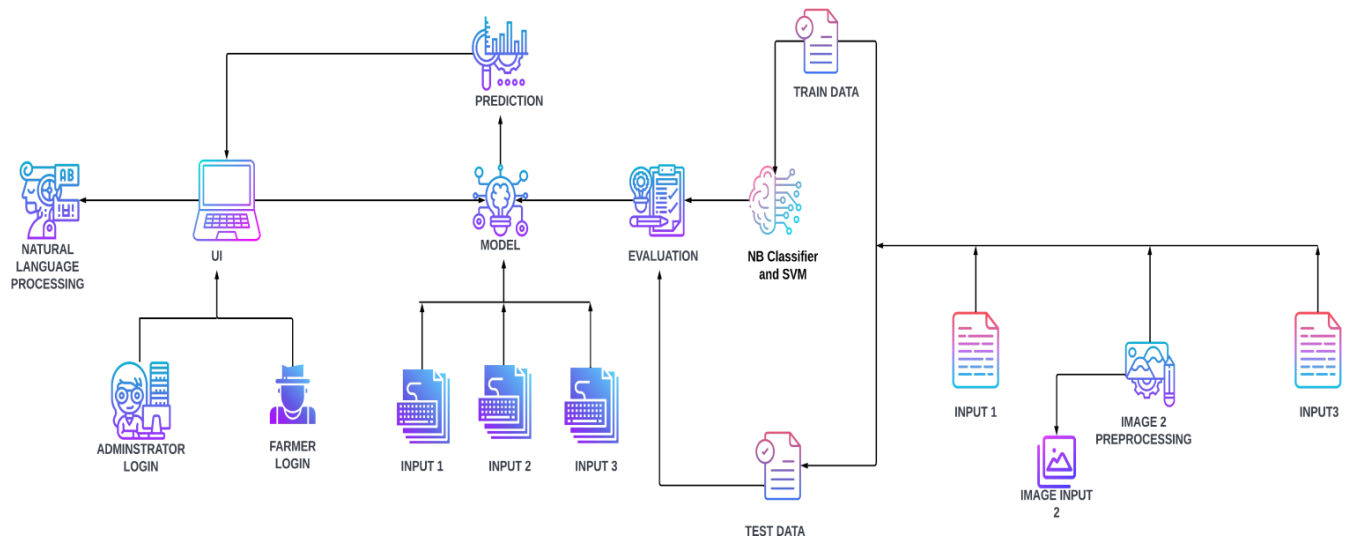 PREDICTION
TRAIN DATA
AB
NATURAL
LANGUAGE
PROCESSING
UI
MODEL
EVALUATION
NB Classifier
and SVM
ADMINSTRATOR
LOGIN
FARMER
LOGIN
INPUT 1
INPUT 2
INPUT 3
TEST DATA
INPUT 1
IMAGE 2
PREPROCESSING
IMAGE INPUT
2
INPUT3